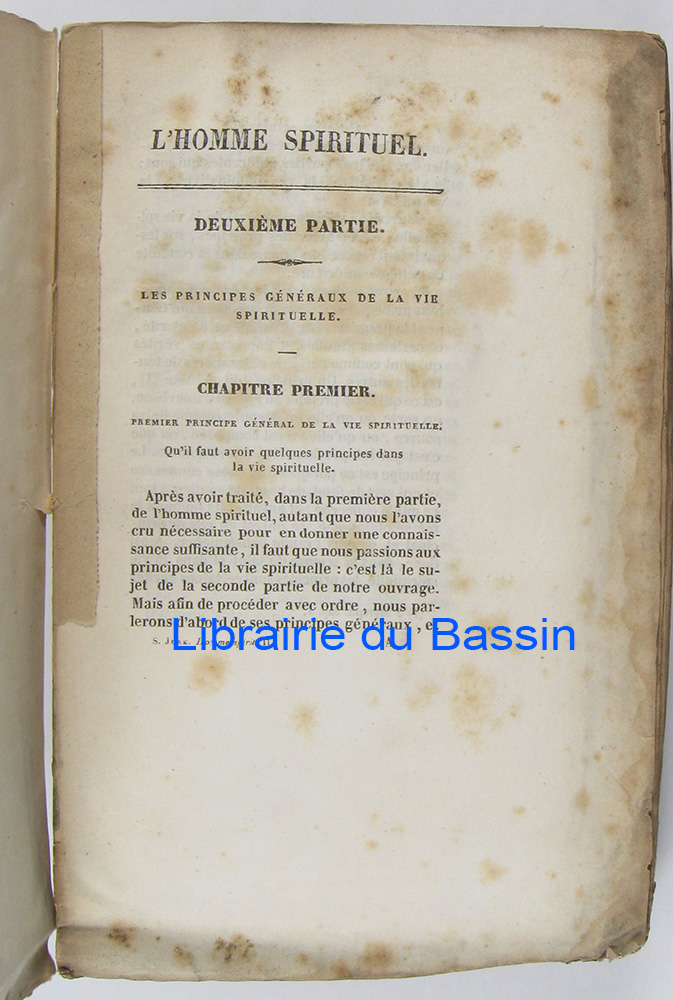 L'HOMME SPIRITUEL.
DEUXIÈME PARTIE.
LES PRINCIPES GÉNÉRAUX DE LA VIE
SPIRITUELLE.
CHAPITRE PREMIER.
PREMIER PRINCIPE GÉNÉRAL DE LA VIE SPIRITUELLE.
Qu'il faut avoir quelques principes dans
la vie spirituelle.
Après avoir traité, dans la première partie,
de l'homme spirituel, autant que nous l'avons
cru nécessaire pour en donner une connais-
sance suffisante, il faut que nous passions aux
principes de la vie spirituelle : c'est là le su-
jet de la seconde partie de notre ouvrage.
Mais afin de procéder avec ordre, nous par-
lerons d'abord de ses principes généraux, et
Librairie du Bassin